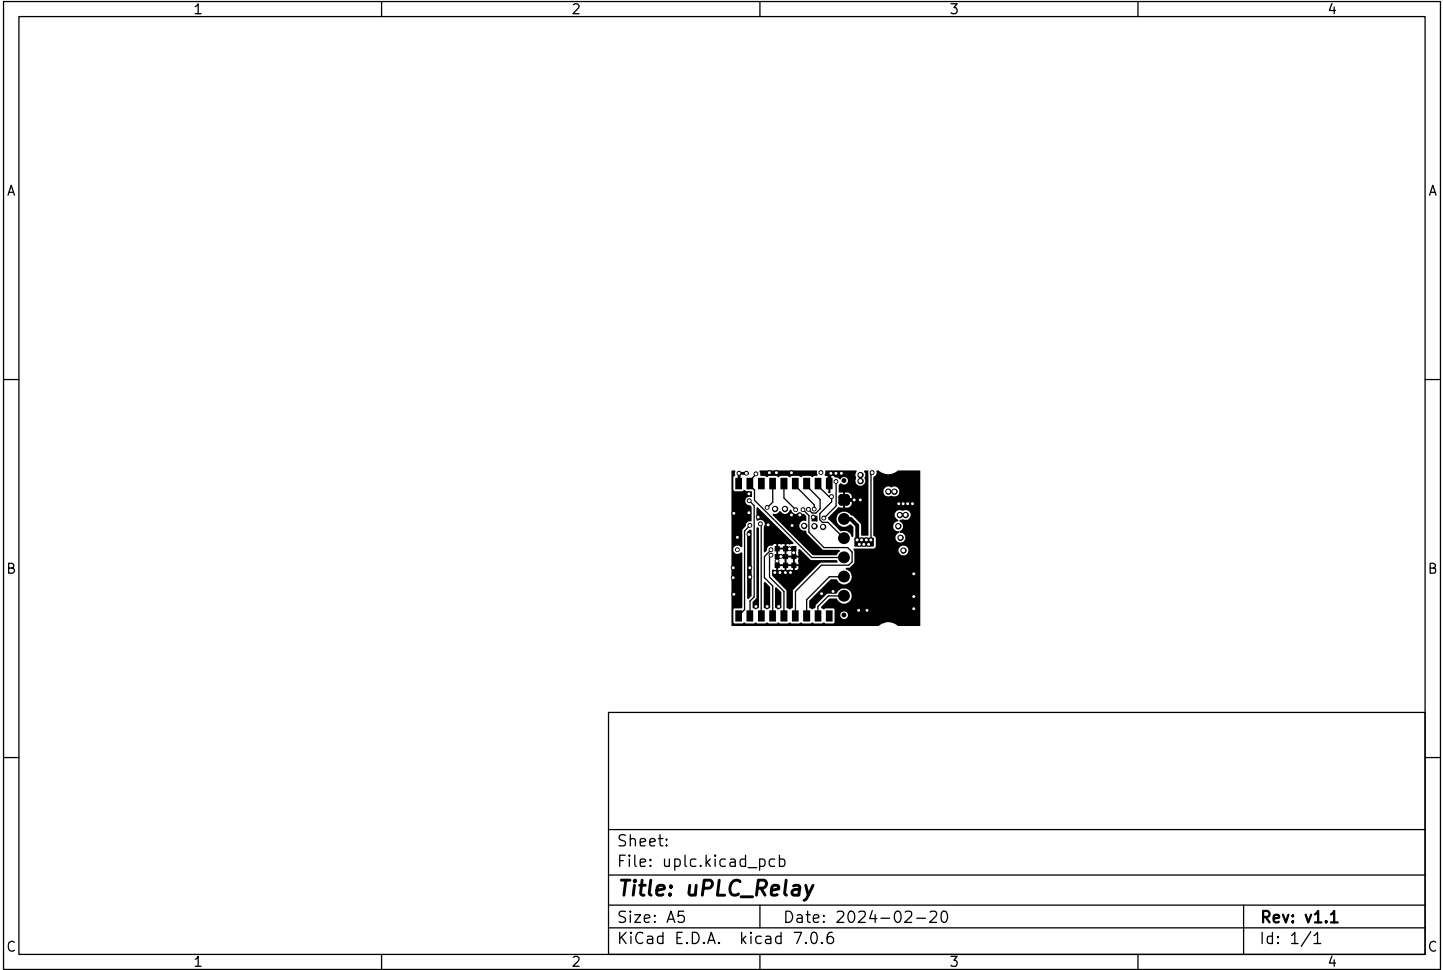 1 2 3 4
A A
B B
Sheet:
File: uplc.kicad_pcb
Title: uPLC_Relay
Size: A5 Date: 2024-02-20 Rev: v1.1
KiCad E.D.A. kicad 7.0.6 Id: 1/1
C C
1 2 3 4